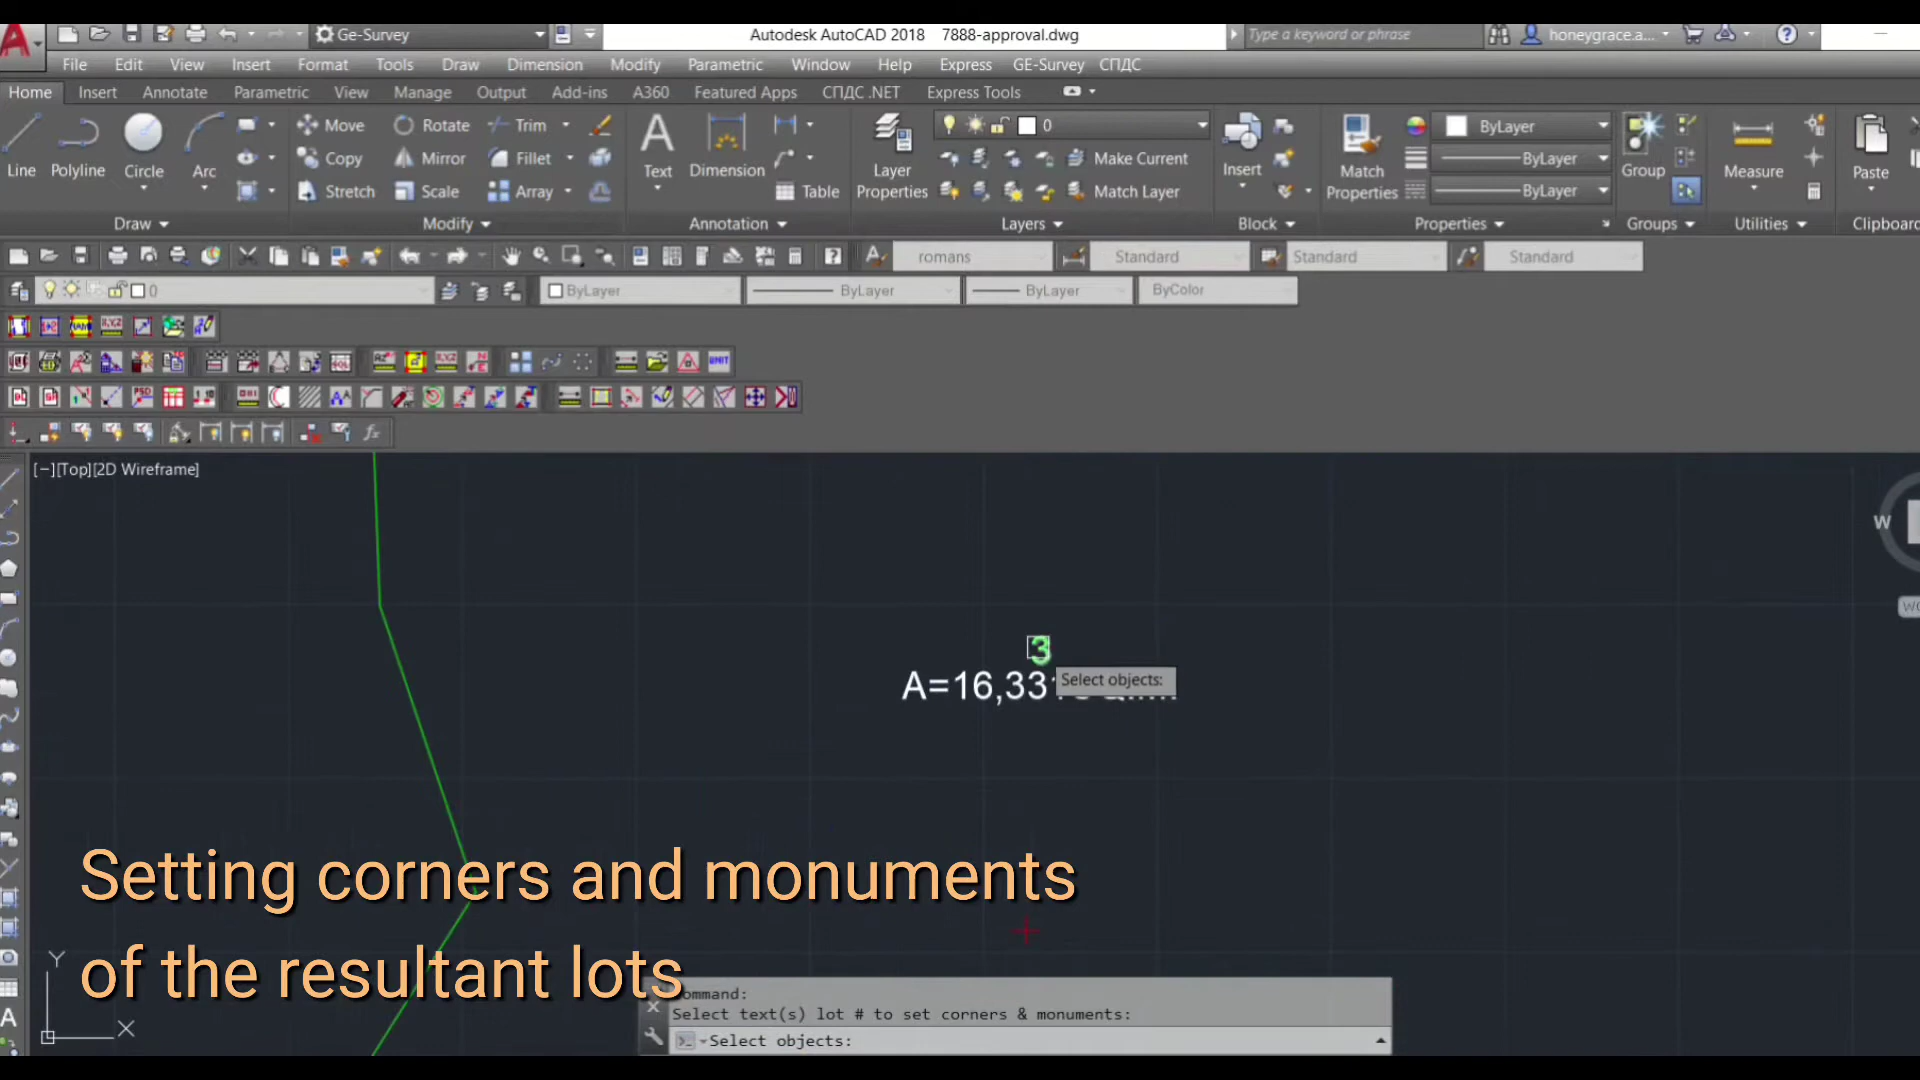 Ge-Survey
Autodesk AutoCAD 2018 7888-approval.dwg
Type a keyword or phrase
honeygrace.a...
File Edit View Insert Format Tools Draw Dimension Modify Parametric Window Help Express GE-Survey СПДС
Home Insert Annotate Parametric View Manage Output Add-ins A360 Featured Apps СПДС .NET Express Tools
Line Polyline Circle Arc
Move Rotate Trim
Copy Mirror Fillet
Stretch Scale Array
Text Dimension Table
Layer Properties
0
Make Current
Match Layer
Insert
Match Properties
ByLayer
ByLayer
ByLayer
Group
Measure
Paste
Draw Modify Annotation Layers Block Properties Groups Utilities Clipboar
romans Standard Standard Standard
0 ByLayer ByLayer ByLayer ByColor
[−][Top][2D Wireframe]
W
3
Select objects:
A=16,33
Setting corners and monuments
of the resultant lots
Y
X
ommand:
Select text(s) lot # to set corners & monuments:
Select objects: